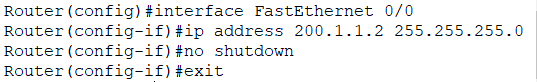 Router(config)#interface FastEthernet 0/0
Router(config-if)#ip address 200.1.1.2 255.255.255.0
Router(config-if)#no shutdown
Router(config-if)#exit